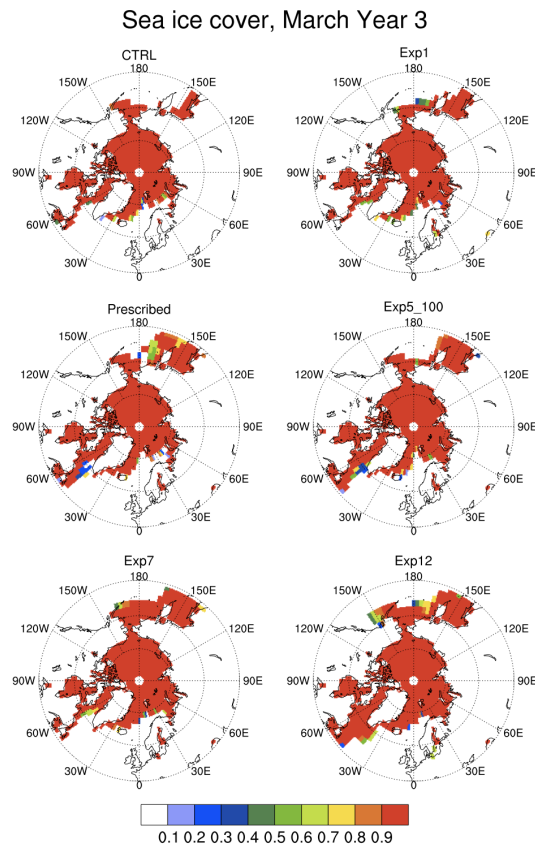 Sea ice cover, March Year 3
CTRL
Exp1
180
180
150W
150E
150W
150E
120W
120E
120W
120E
90W
90E
90W
90E
60W
60E
60W
60E
30W
30E
30W
30E
0
0
Prescribed
Exp5_100
180
180
150W
150E
150W
150E
120W
120E
120W
120E
90W
90E
90W
90E
60W
60E
60W
60E
30W
30E
30W
30E
0
0
Exp7
Exp12
180
180
150W
150E
150W
150E
120W
120E
120W
120E
90W
90E
90W
90E
60W
60E
60W
60E
30W
30E
30W
30E
0
0
0.1 0.2 0.3 0.4 0.5 0.6 0.7 0.8 0.9